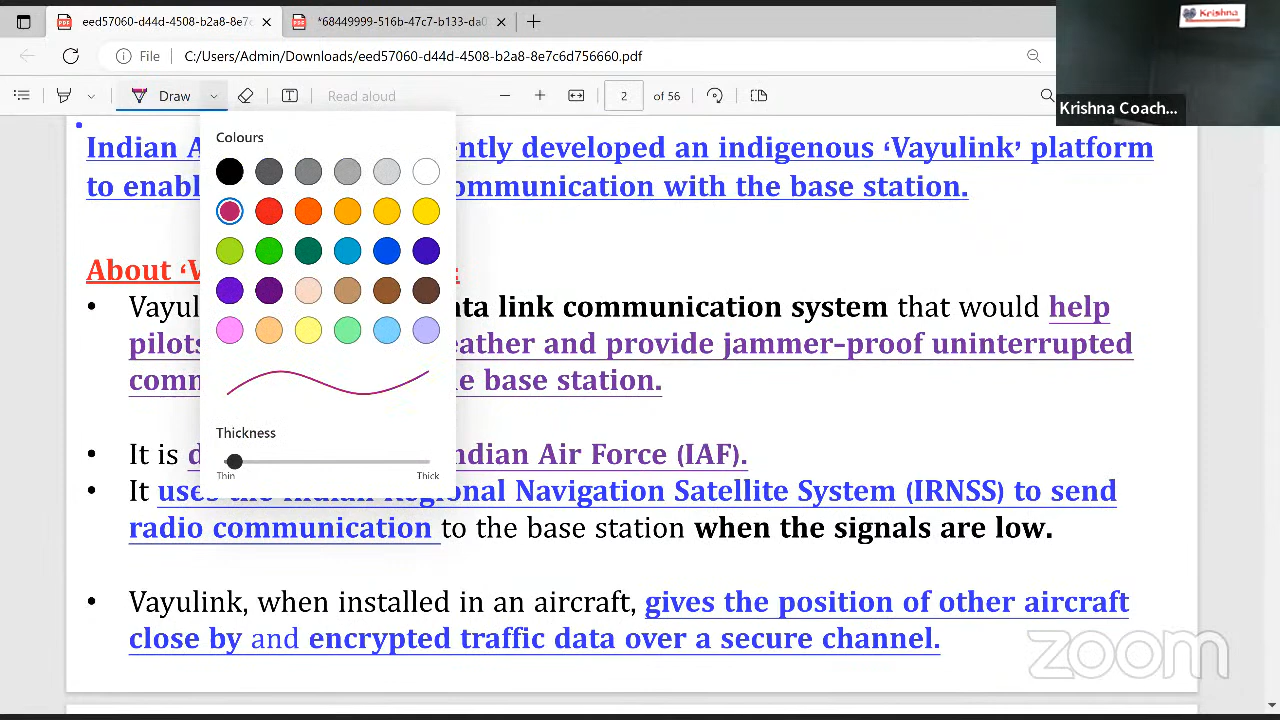 eed57060-d44d-4508-b2a8-8e7c
*68449999-516b-47c7-b133-da
File C:/Users/Admin/Downloads/eed57060-d44d-4508-b2a8-8e7c6d756660.pdf
Draw Read aloud 2 of 56
Krishna
Krishna Coach...
Colours
Thickness
Thin Thick
Indian A ently developed an indigenous ‘Vayulink’ platform
to enabl ommunication with the base station.
About ‘V :
• Vayul ata link communication system that would help
pilots eather and provide jammer-proof uninterrupted
comm e base station.
• It is d ndian Air Force (IAF).
• It uses the Indian Regional Navigation Satellite System (IRNSS) to send
radio communication to the base station when the signals are low.
• Vayulink, when installed in an aircraft, gives the position of other aircraft
close by and encrypted traffic data over a secure channel.
zoom